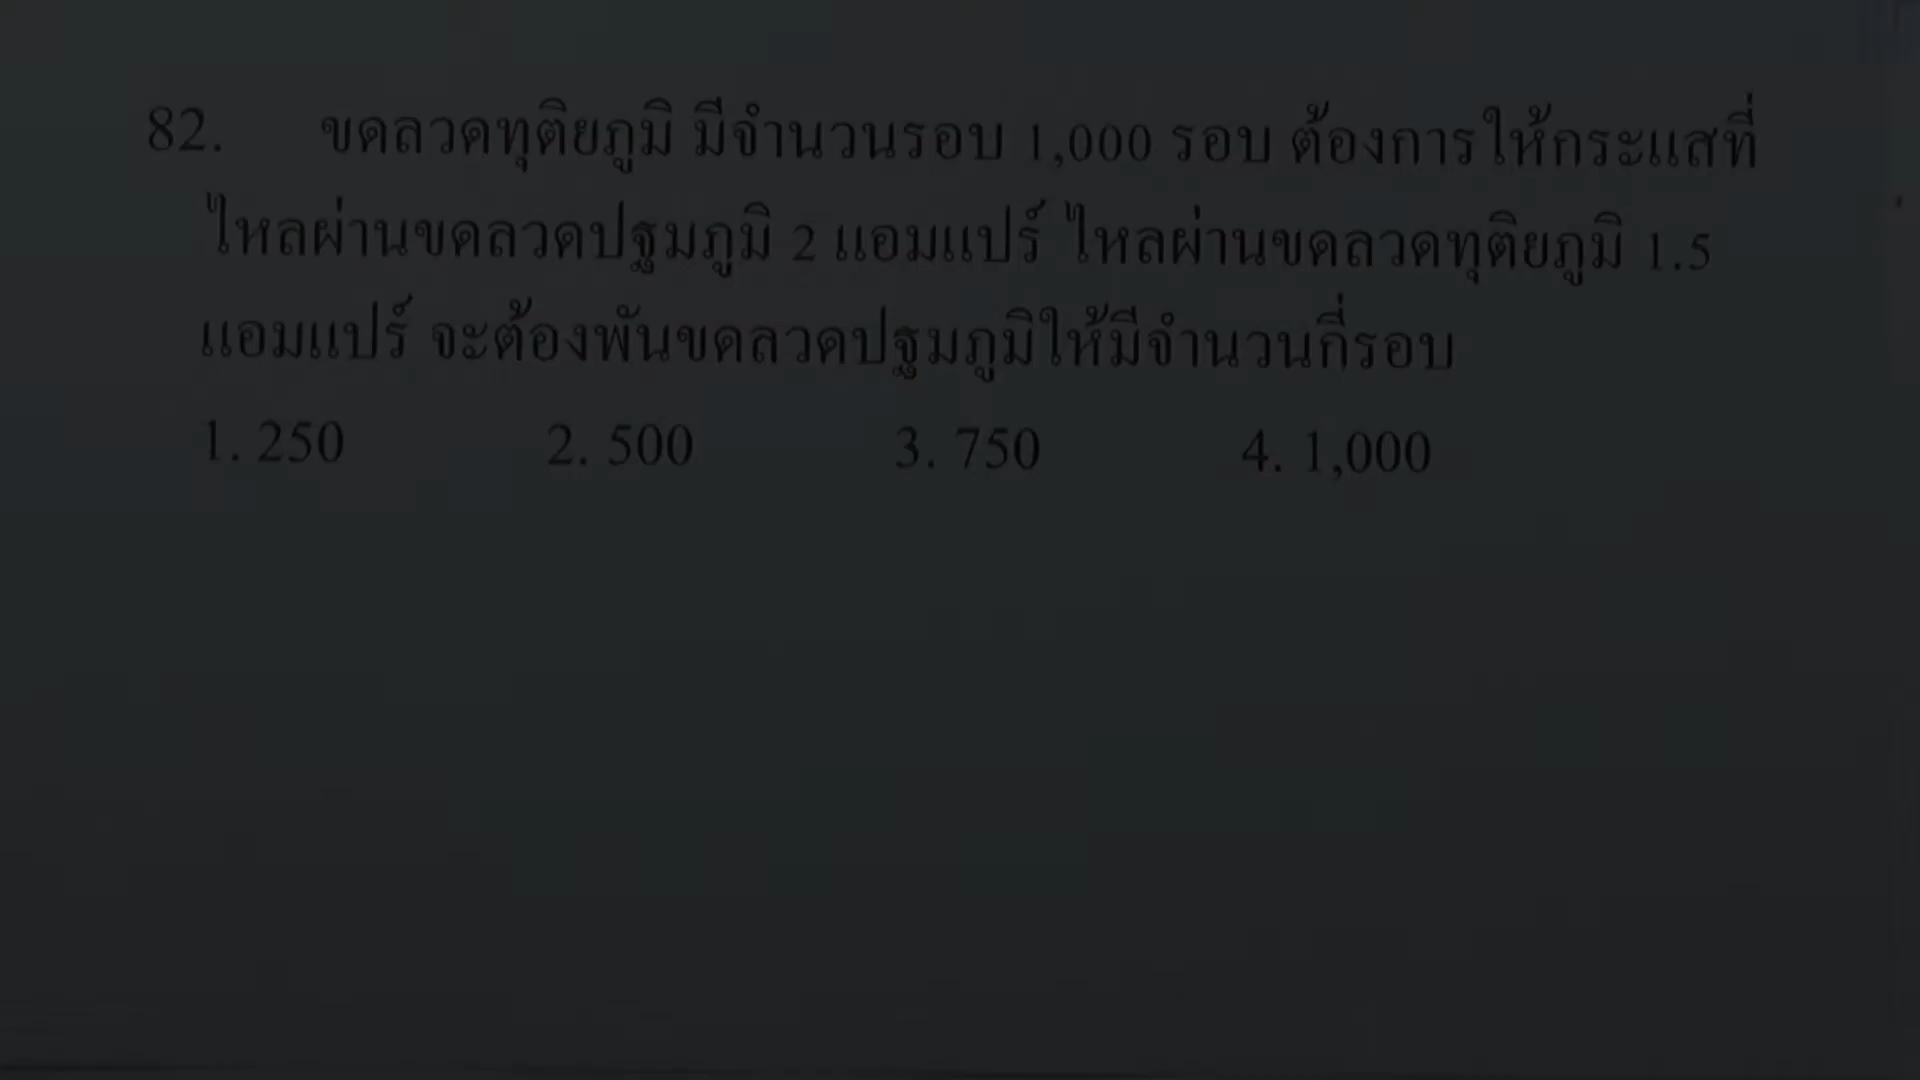 82. ขดลวดทุติยภูมิ มีจำนวนรอบ 1,000 รอบ ต้องการให้กระแสที่
ไหลผ่านขดลวดปฐมภูมิ 2 แอมแปร์ ไหลผ่านขดลวดทุติยภูมิ 1.5
แอมแปร์ จะต้องพันขดลวดปฐมภูมิให้มีจำนวนกี่รอบ
1. 250 2. 500 3. 750 4. 1,000